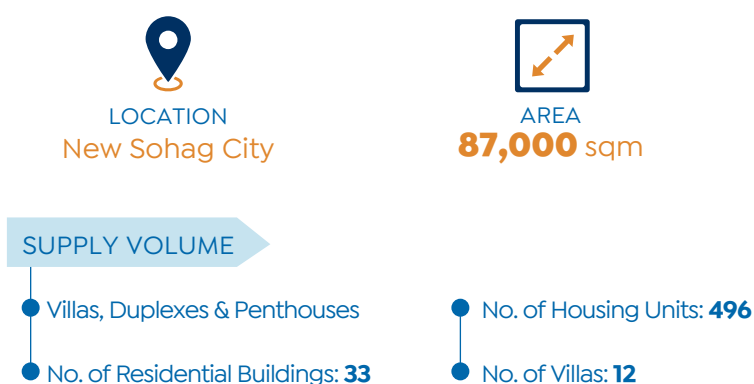 LOCATION
New Sohag City
AREA
87,000 sqm
SUPPLY VOLUME
Villas, Duplexes & Penthouses
No. of Residential Buildings: 33
No. of Housing Units: 496
No. of Villas: 12